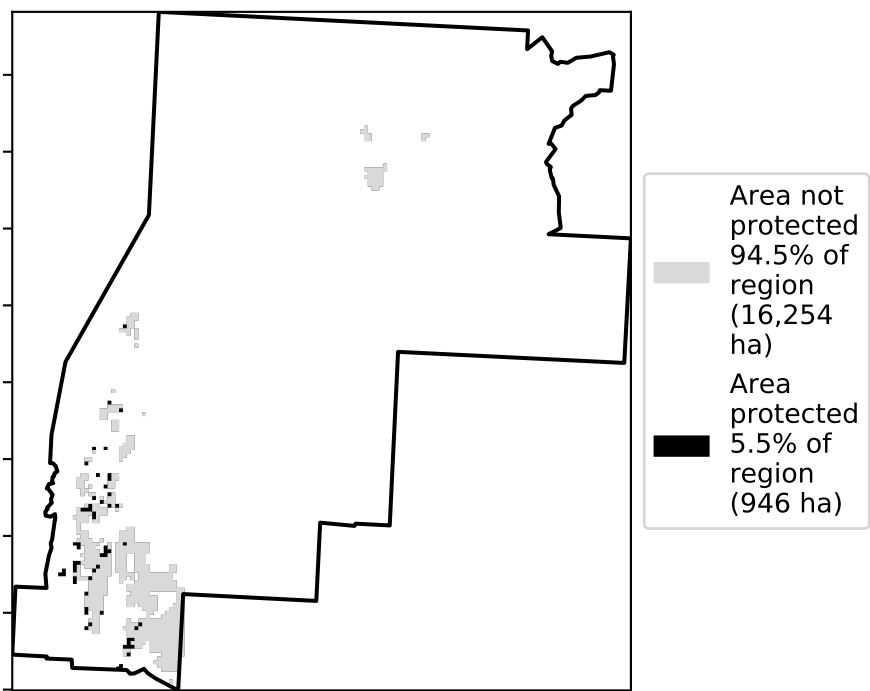 Area not
protected
94.5% of
region
(16,254
ha)
Area
protected
5.5% of
region
(946 ha)